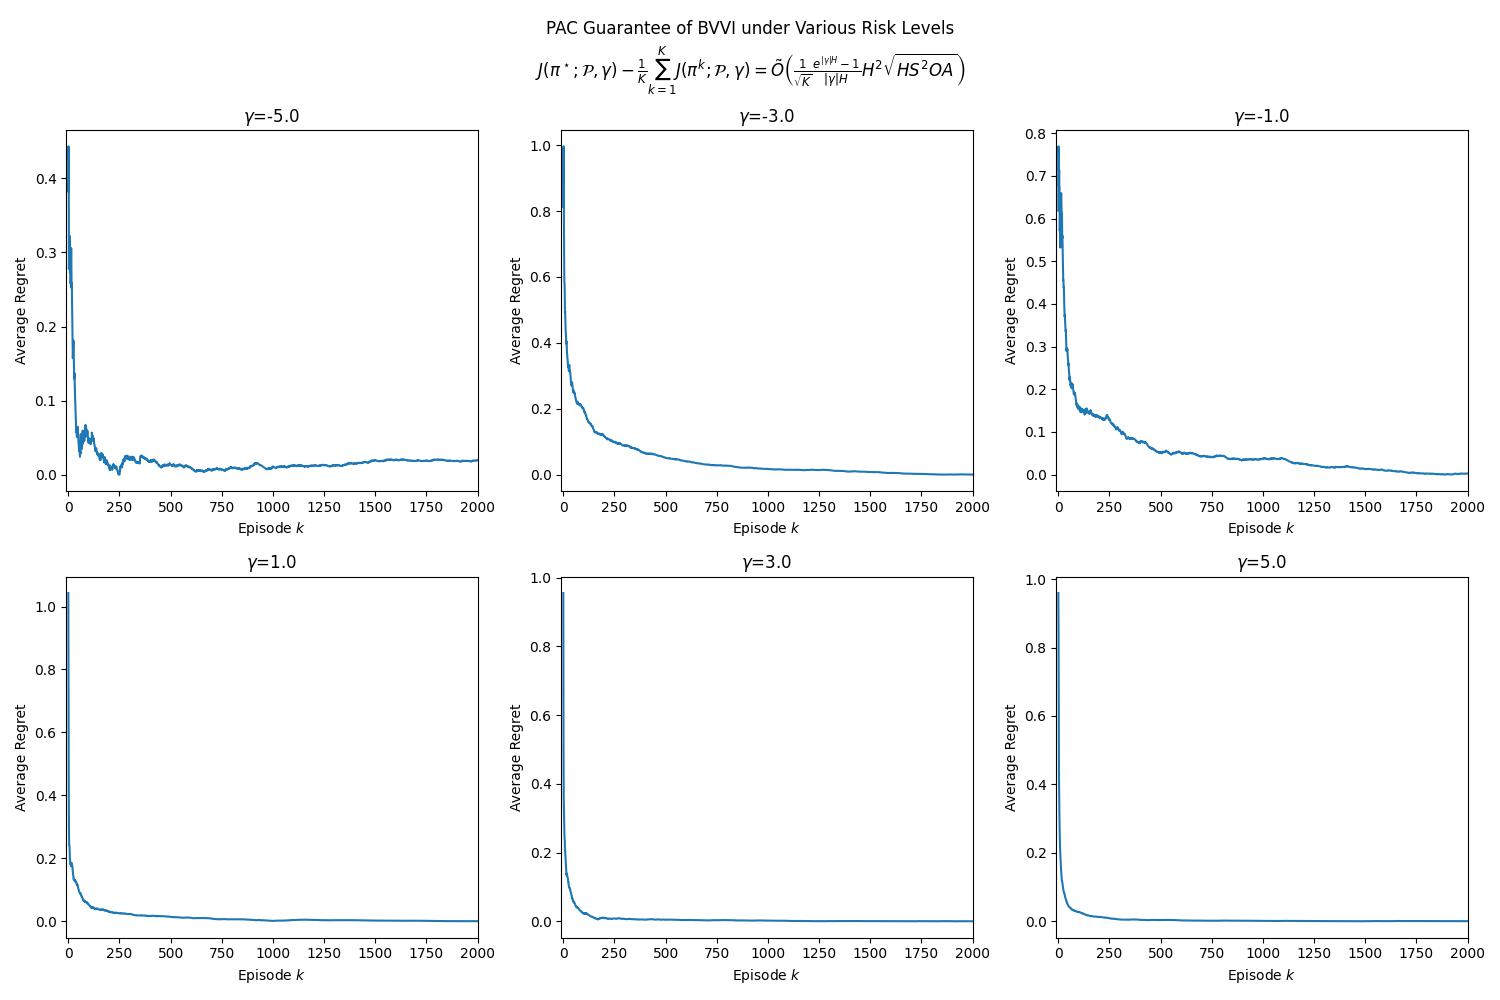 PAC Guarantee of BVVI under Various Risk Levels
J(π⋆; 𝒫, γ) − 1/K ∑_{k=1}^{K} J(π^k; 𝒫, γ) = Õ(1/√K (e^{|γ|H} − 1)/(|γ|H) H²√(HS²OA))
γ=-5.0
Average Regret
0.4
0.3
0.2
0.1
0.0
0 250 500 750 1000 1250 1500 1750 2000
Episode k
γ=-3.0
Average Regret
1.0
0.8
0.6
0.4
0.2
0.0
0 250 500 750 1000 1250 1500 1750 2000
Episode k
γ=-1.0
Average Regret
0.8
0.7
0.6
0.5
0.4
0.3
0.2
0.1
0.0
0 250 500 750 1000 1250 1500 1750 2000
Episode k
γ=1.0
Average Regret
1.0
0.8
0.6
0.4
0.2
0.0
0 250 500 750 1000 1250 1500 1750 2000
Episode k
γ=3.0
Average Regret
1.0
0.8
0.6
0.4
0.2
0.0
0 250 500 750 1000 1250 1500 1750 2000
Episode k
γ=5.0
Average Regret
1.0
0.8
0.6
0.4
0.2
0.0
0 250 500 750 1000 1250 1500 1750 2000
Episode k